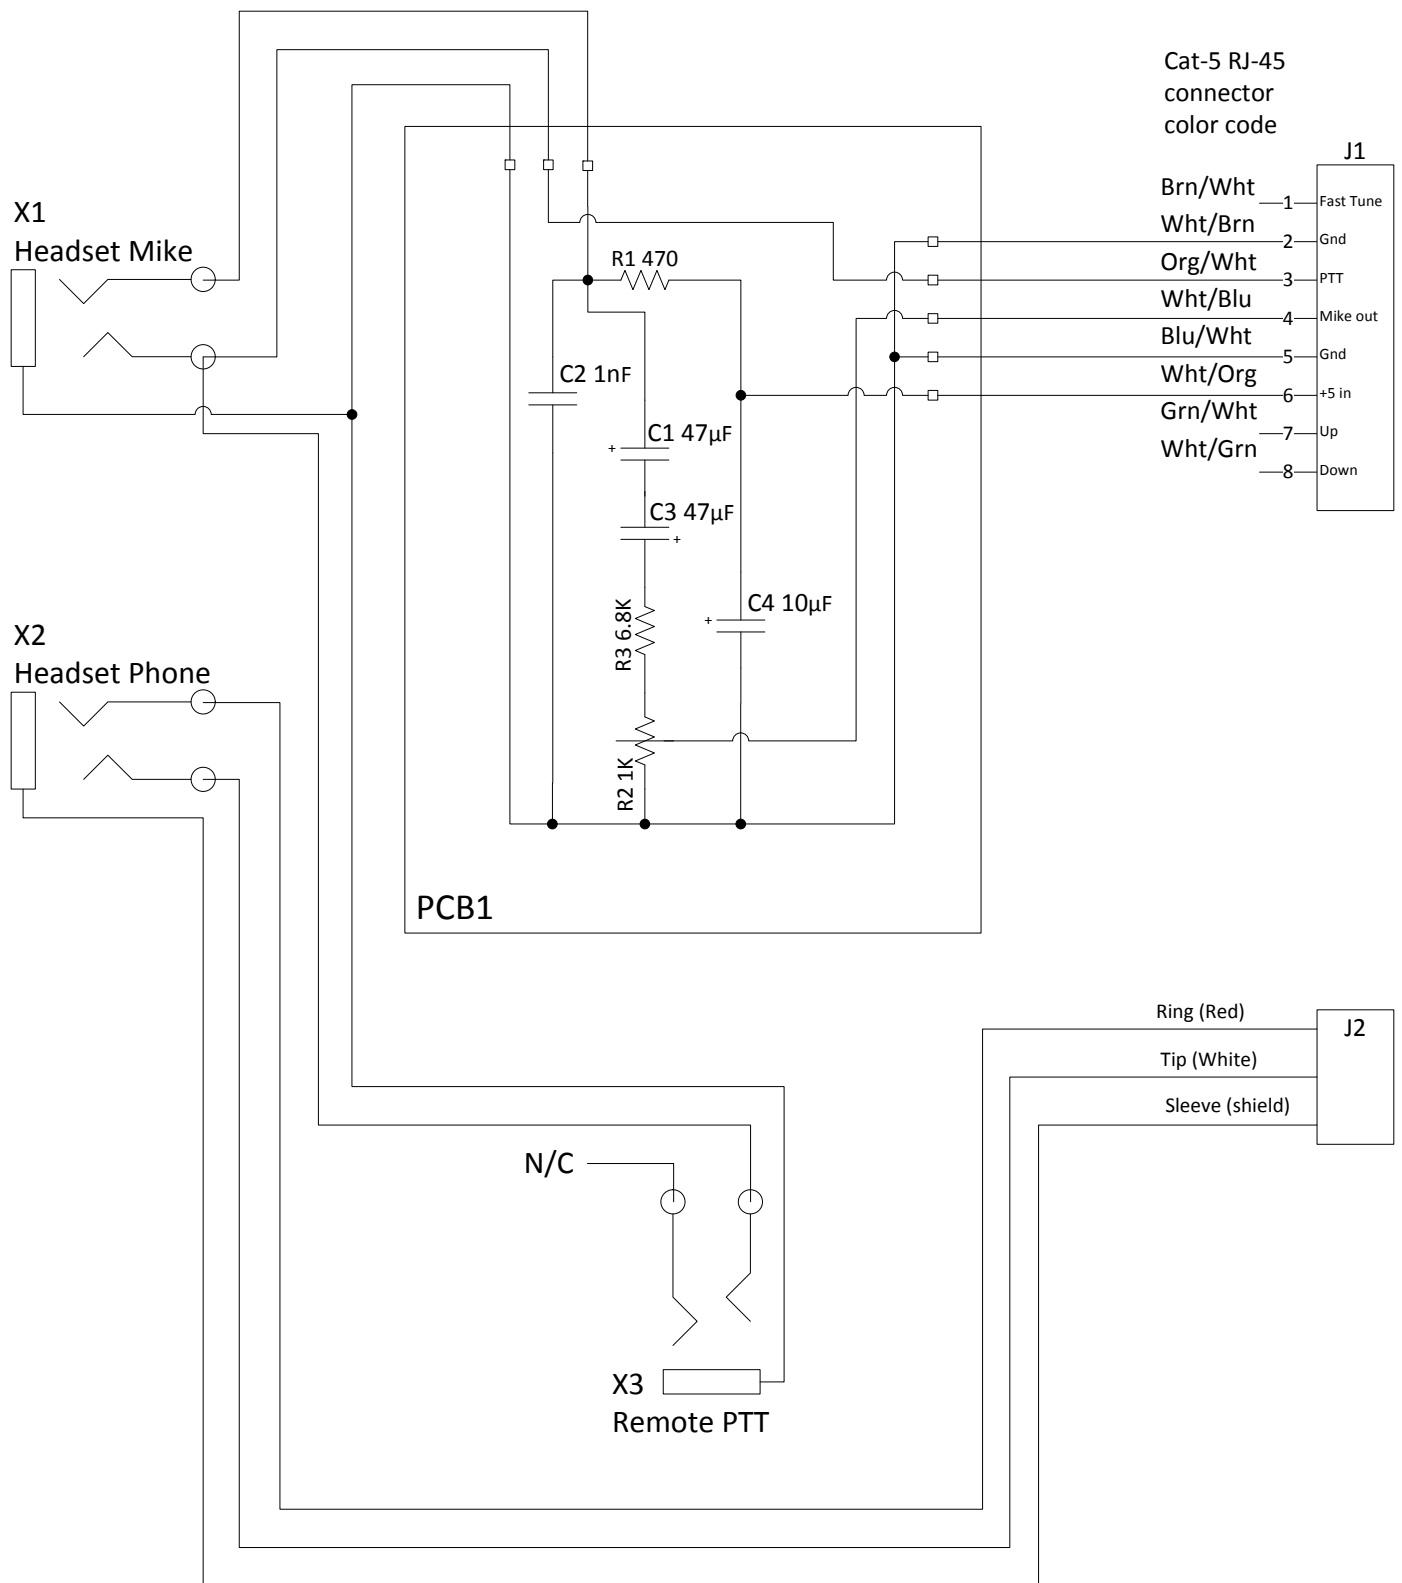 Cat-5 RJ-45
connector
color code
J1
Brn/Wht
1
Fast Tune
Wht/Brn
2
Gnd
Org/Wht
3
PTT
Wht/Blu
4
Mike out
Blu/Wht
5
Gnd
Wht/Org
6
+5 in
Grn/Wht
7
Up
Wht/Grn
8
Down
X1
Headset Mike
R1 470
C2 1nF
C1 47µF
+
C3 47µF
+
R3 6.8K
C4 10µF
+
R2 1K
PCB1
X2
Headset Phone
Ring (Red)
J2
Tip (White)
Sleeve (shield)
N/C
X3
Remote PTT